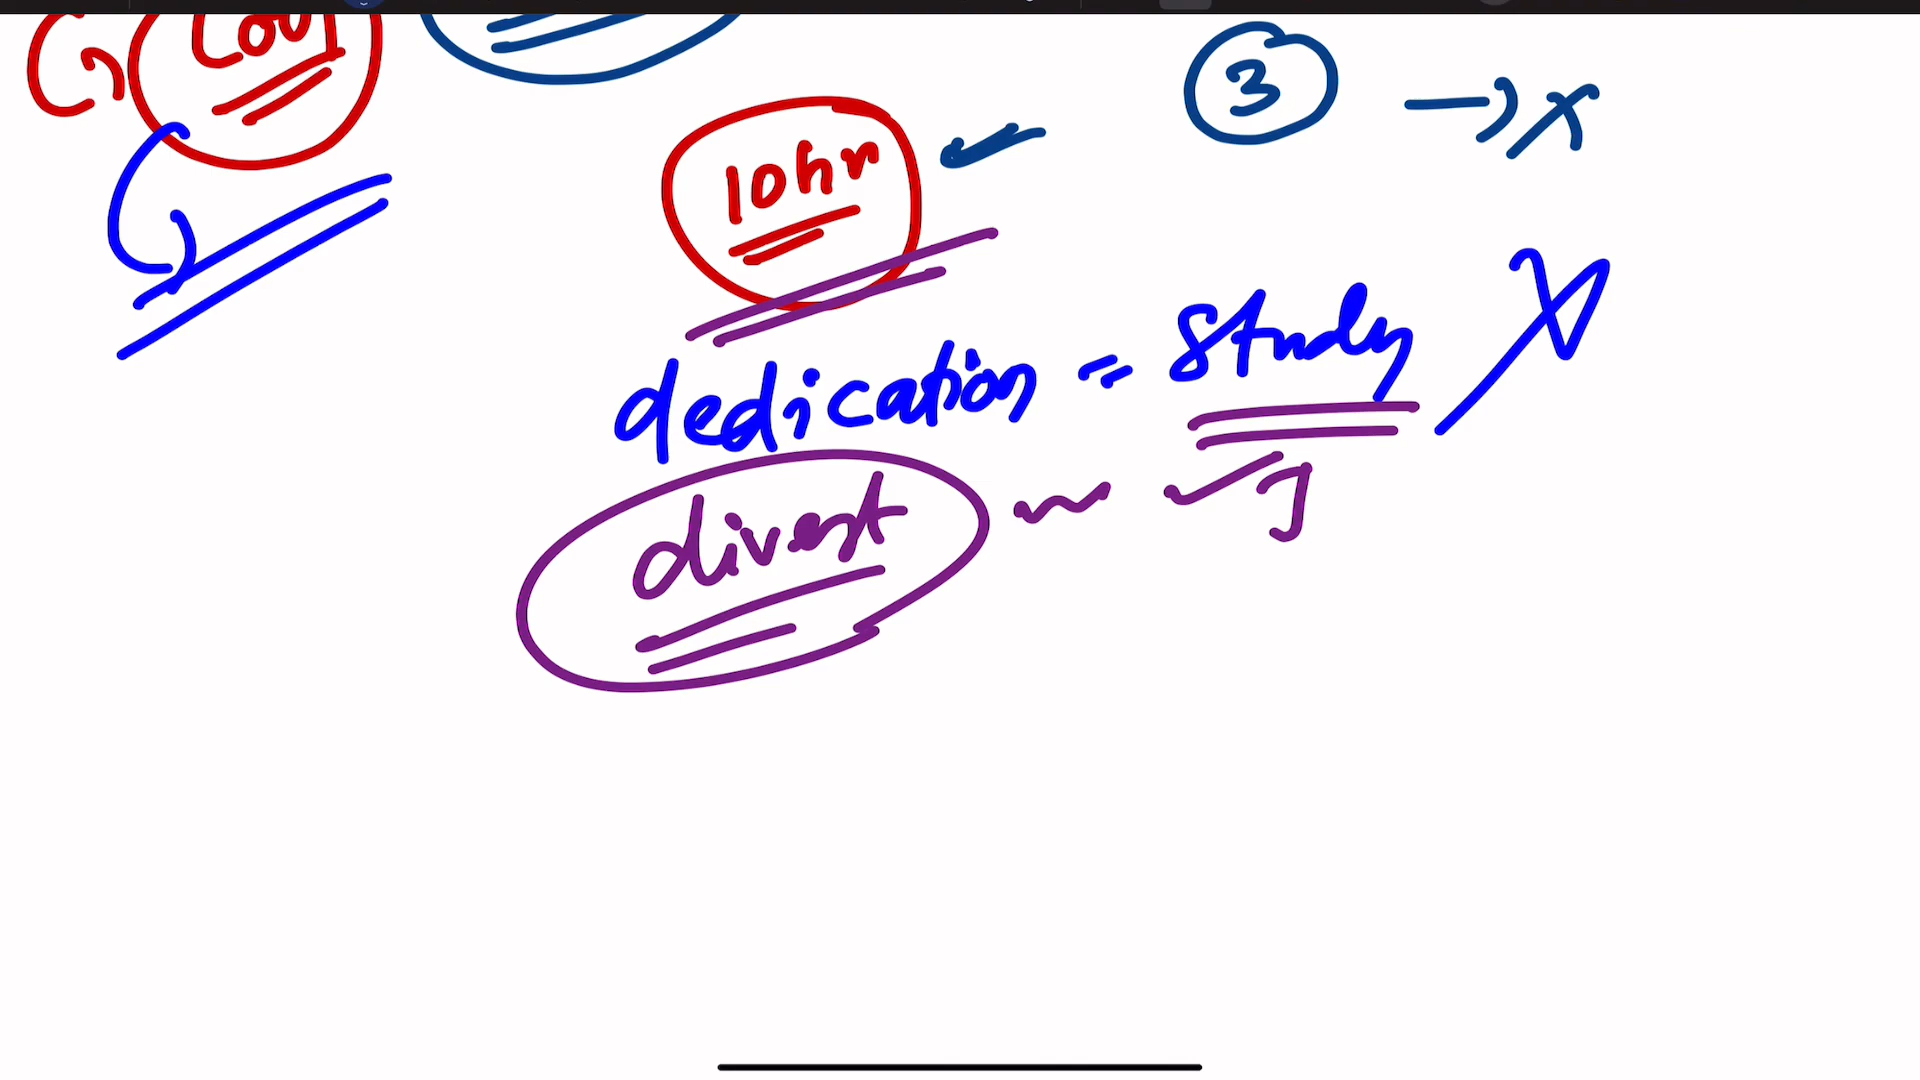 3 → x
10hr
dedication = study
divert